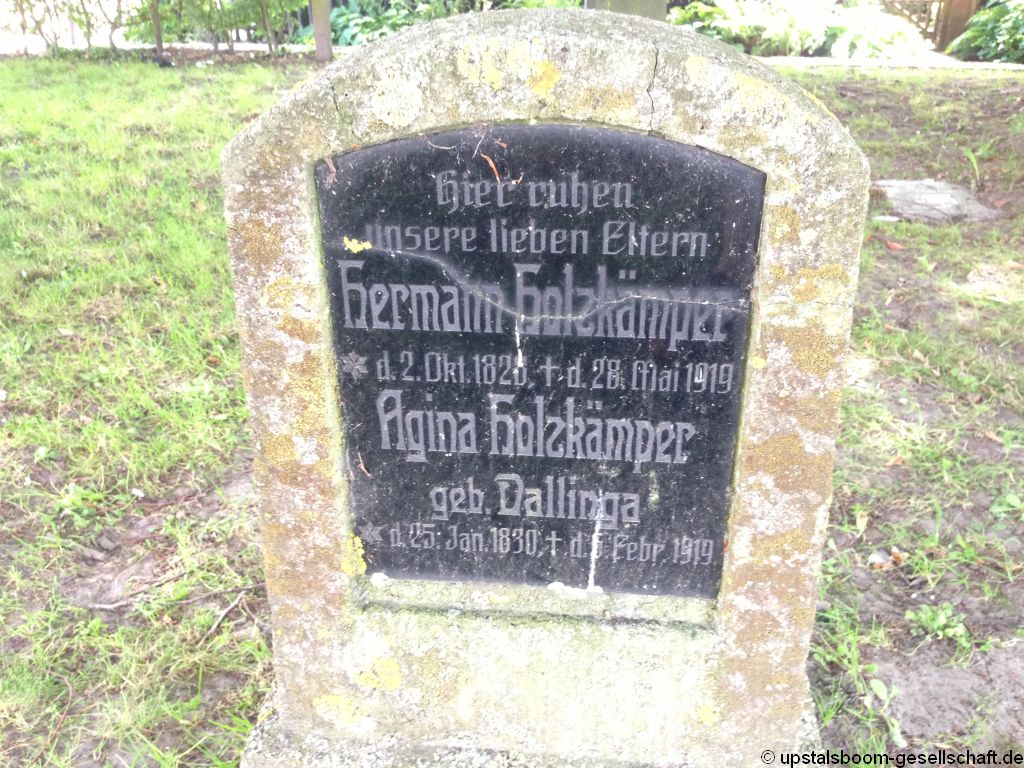 Hier ruhen
unsere lieben Eltern
Hermann Holzkämper
* d. 2. Okt. 1820, † d. 28. Mai 1919
Agina Holzkämper
geb. Dallinga
* d. 25. Jan. 1830, † d. Febr. 1919
© upstalsboom-gesellschaft.de